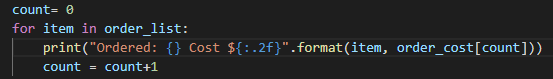 count= 0
for item in order_list:
    print("Ordered: {} Cost ${:.2f}".format(item, order_cost[count]))
    count = count+1